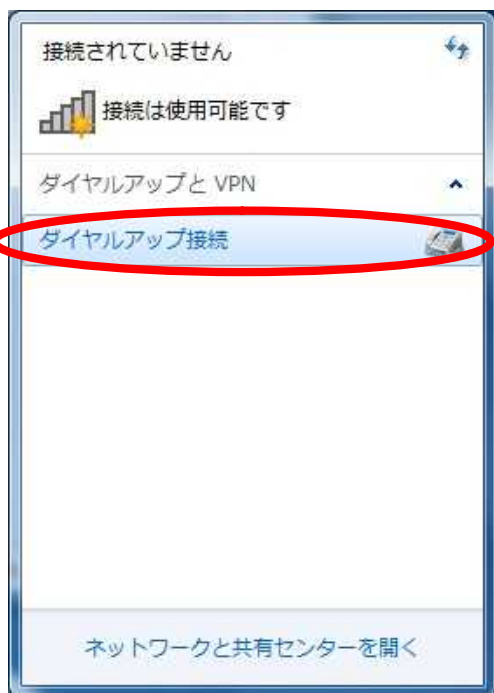 接続されていません
接続は使用可能です
ダイヤルアップと VPN
ダイヤルアップ接続
ネットワークと共有センターを開く